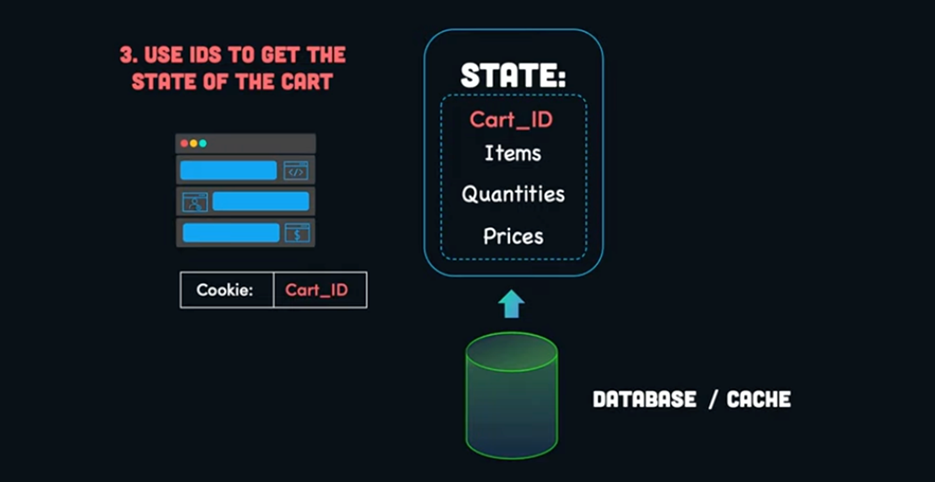 3. USE IDS TO GET THE
STATE OF THE CART
STATE:
Cart_ID
Items
Quantities
Prices
</>
$
Cookie: Cart_ID
DATABASE / CACHE